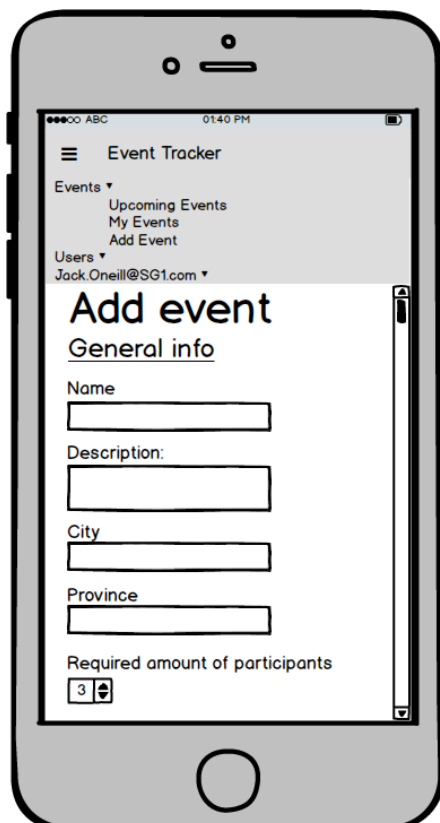 ABC 01:40 PM
Event Tracker
Events
Upcoming Events
My Events
Add Event
Users
Jack.Oneill@SG1.com
Add event
General info
Name
Description:
City
Province
Required amount of participants
3